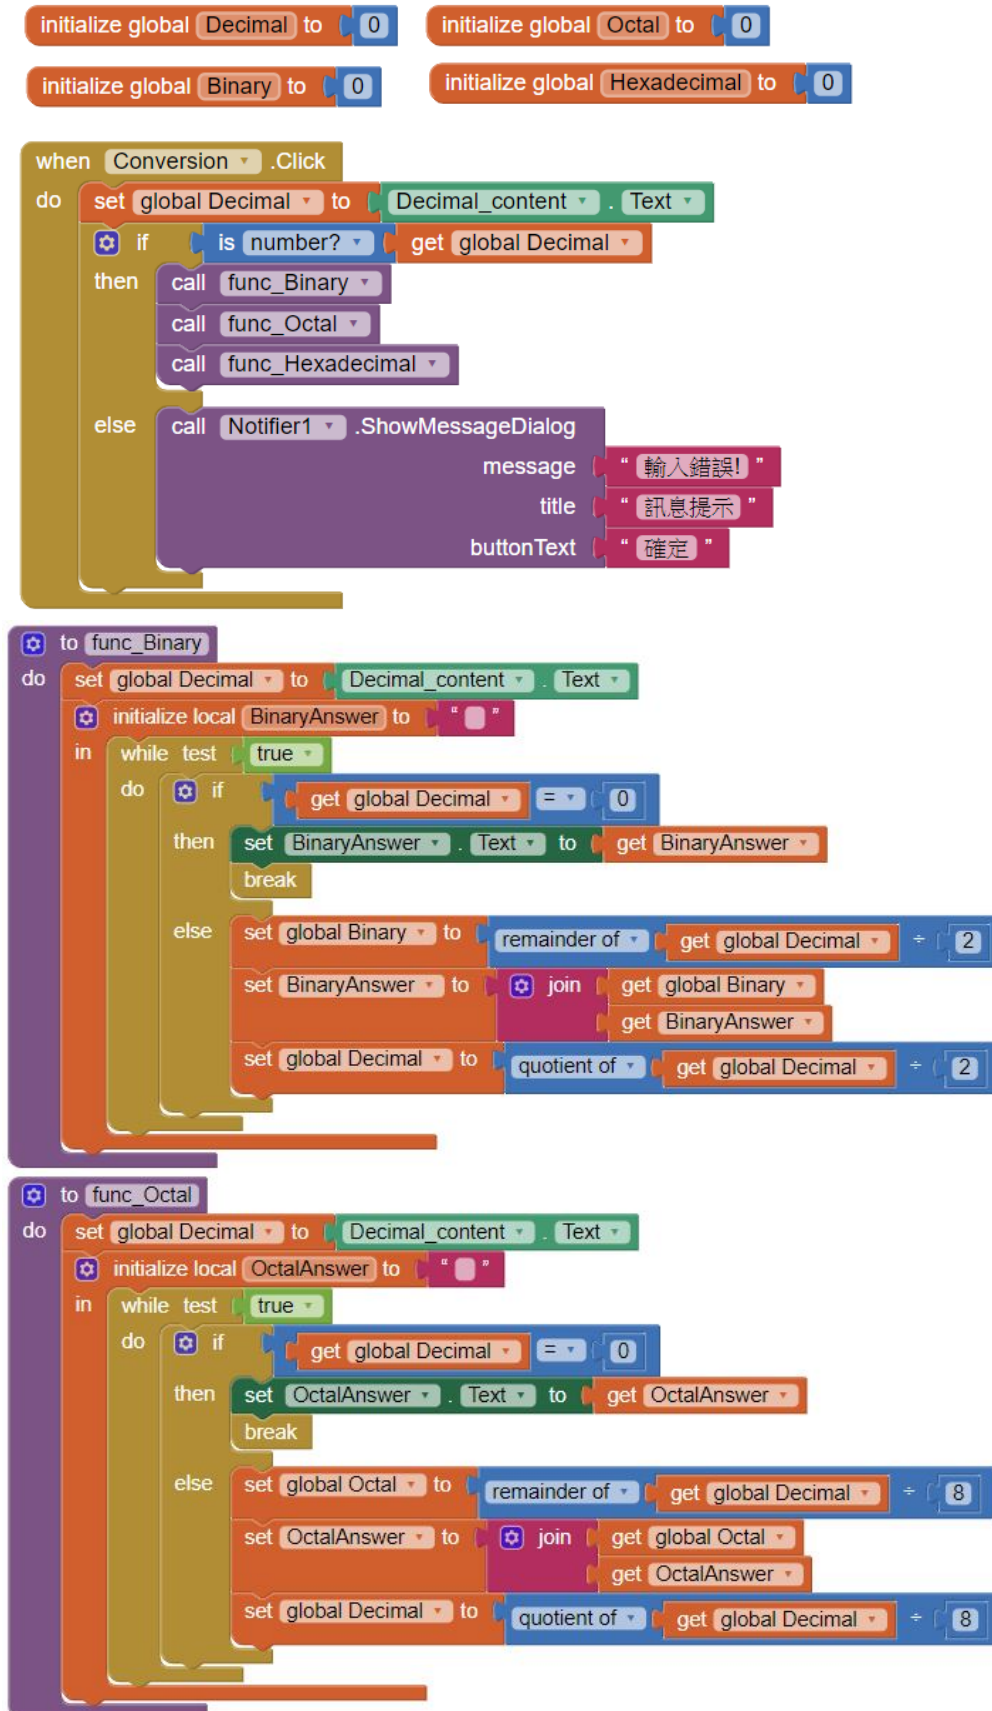 initialize global Decimal to 0 initialize global Octal to 0
initialize global Binary to 0 initialize global Hexadecimal to 0
when Conversion .Click
do set global Decimal to Decimal_content . Text
if is number? get global Decimal
then call func_Binary
call func_Octal
call func_Hexadecimal
else call Notifier1 .ShowMessageDialog
message “ 輸入錯誤! ”
title “ 訊息提示 ”
buttonText “ 確定 ”
to func_Binary
do set global Decimal to Decimal_content . Text
initialize local BinaryAnswer to “ ”
in while test true
do if get global Decimal = 0
then set BinaryAnswer . Text to get BinaryAnswer
break
else set global Binary to remainder of get global Decimal ÷ 2
set BinaryAnswer to join get global Binary
get BinaryAnswer
set global Decimal to quotient of get global Decimal ÷ 2
to func_Octal
do set global Decimal to Decimal_content . Text
initialize local OctalAnswer to “ ”
in while test true
do if get global Decimal = 0
then set OctalAnswer . Text to get OctalAnswer
break
else set global Octal to remainder of get global Decimal ÷ 8
set OctalAnswer to join get global Octal
get OctalAnswer
set global Decimal to quotient of get global Decimal ÷ 8